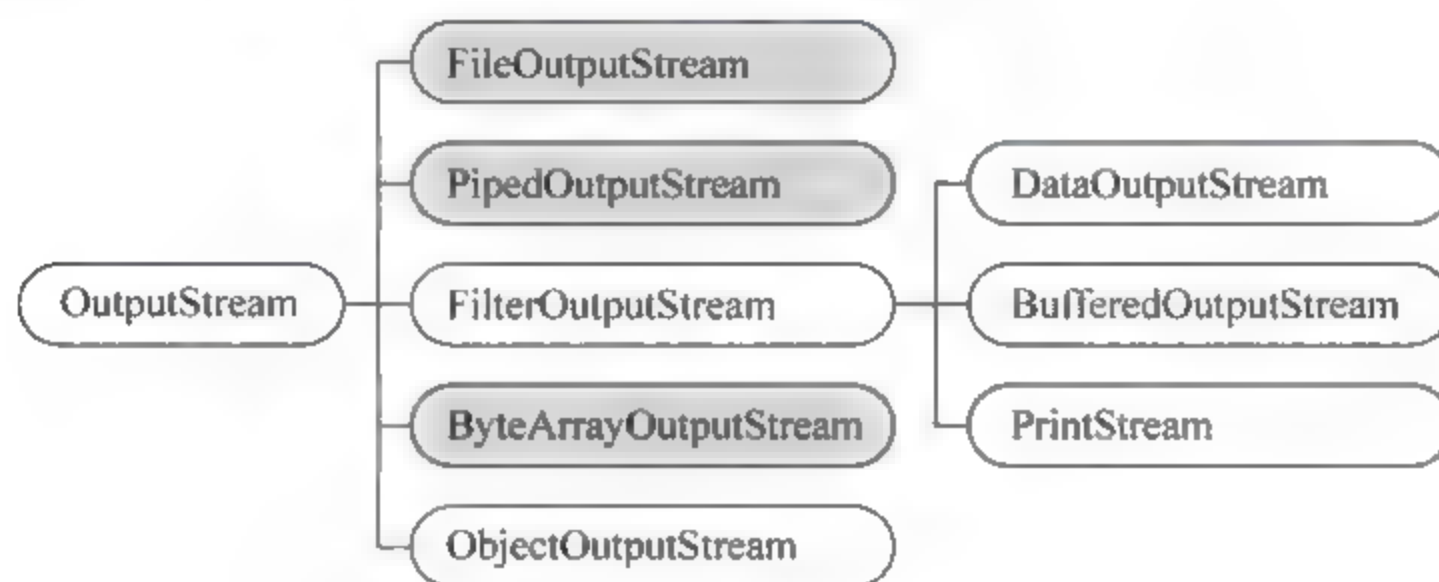 FileOutputStream
PipedOutputStream
DataOutputStream
OutputStream
FilterOutputStream
BufferedOutputStream
ByteArrayOutputStream
PrintStream
ObjectOutputStream